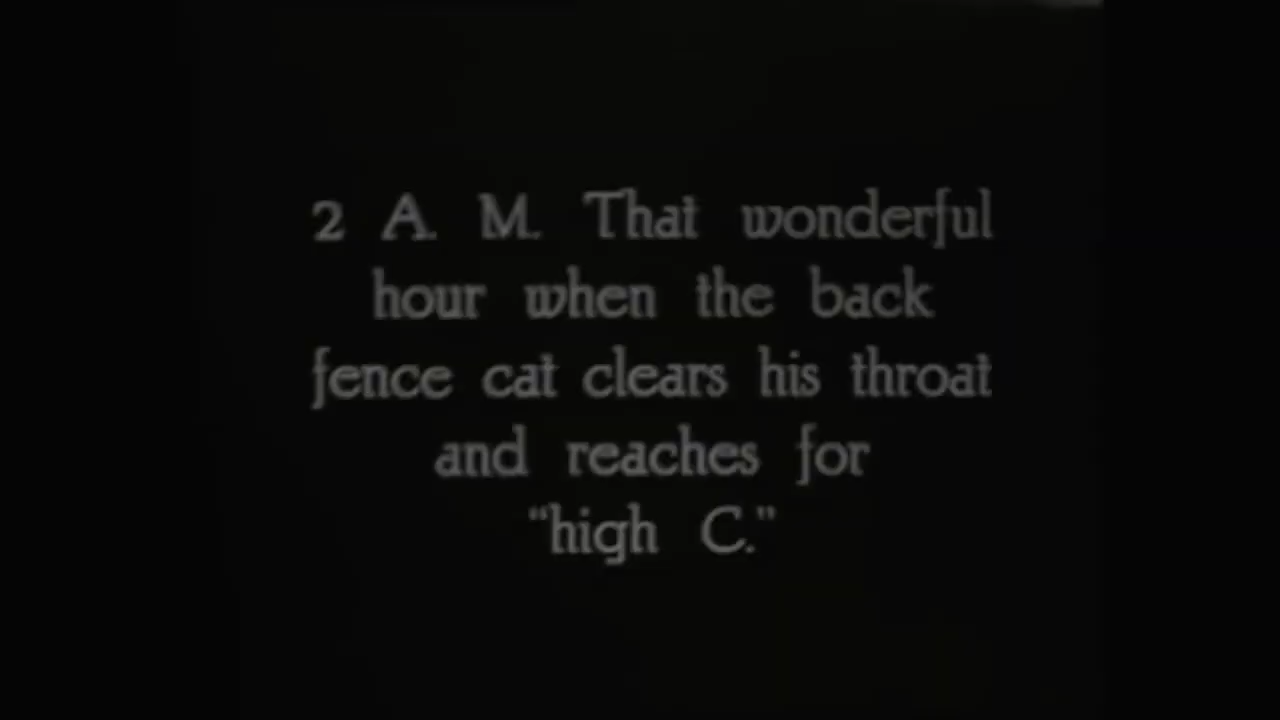 2 A. M. That wonderful
hour when the back
fence cat clears his throat
and reaches for
“high C.”